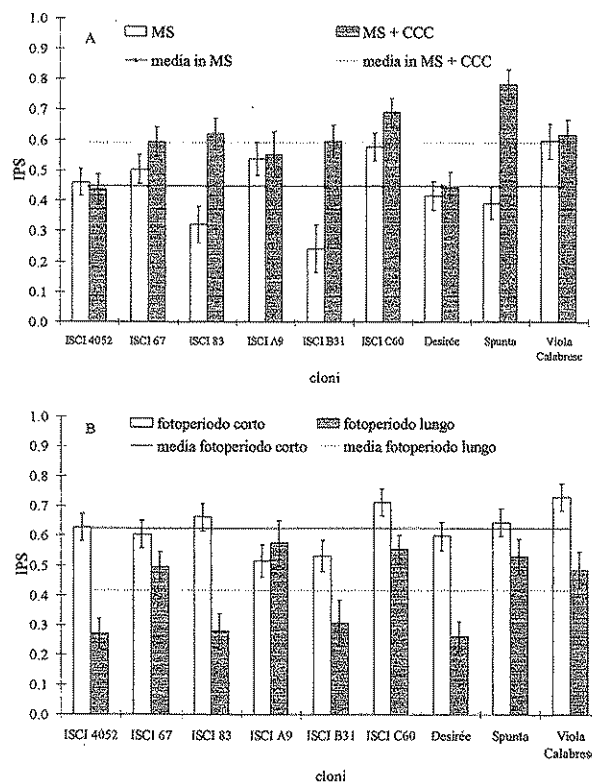 A
MS
MS + CCC
media in MS
media in MS + CCC
IPS
1.0
0.9
0.8
0.7
0.6
0.5
0.4
0.3
0.2
0.1
0.0
ISCI 4052 ISCI 67 ISCI 83 ISCI A9 ISCI B31 ISCI C60 Desirée Spunta Viola
Calabrese
cloni
B
fotoperiodo corto
fotoperiodo lungo
media fotoperiodo corto
media fotoperiodo lungo
IPS
1.0
0.9
0.8
0.7
0.6
0.5
0.4
0.3
0.2
0.1
0.0
ISCI 4052 ISCI 67 ISCI 83 ISCI A9 ISCI B31 ISCI C60 Desirée Spunta Viola
Calabrese
cloni